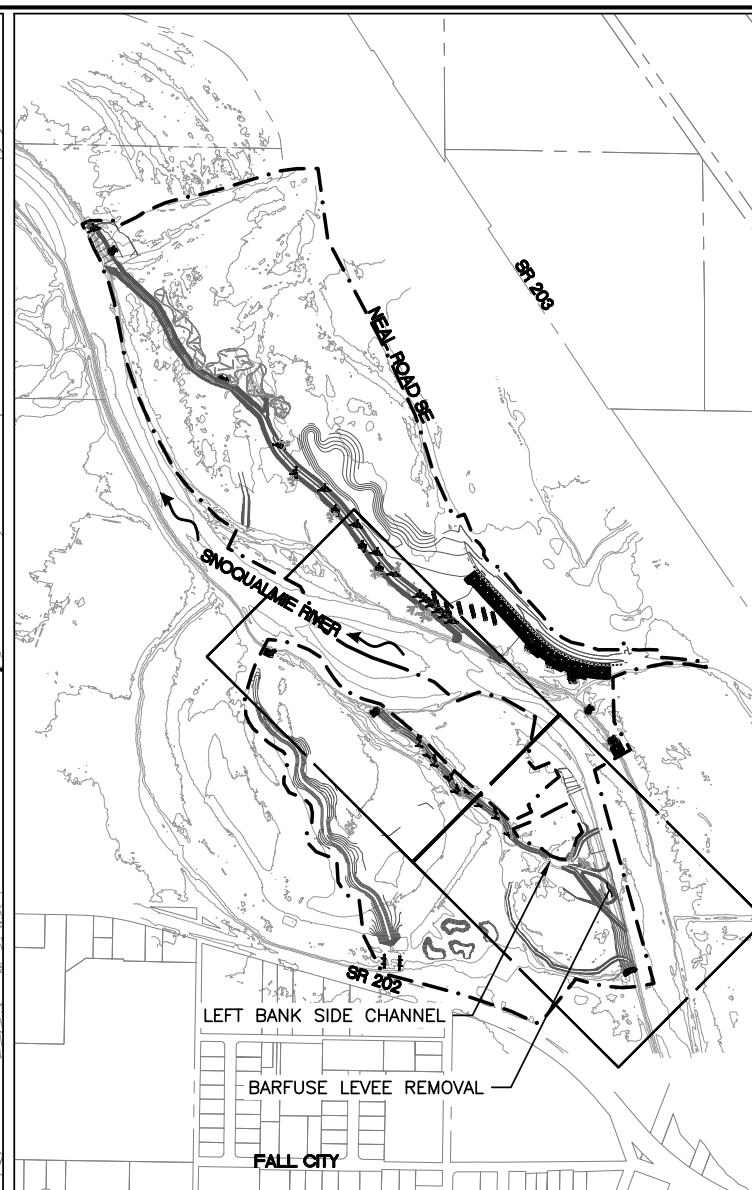 SR 203
NEAL ROAD SE
SNOQUALMIE RIVER
SR 202
LEFT BANK SIDE CHANNEL
BARFUSE LEVEE REMOVAL
FALL CITY